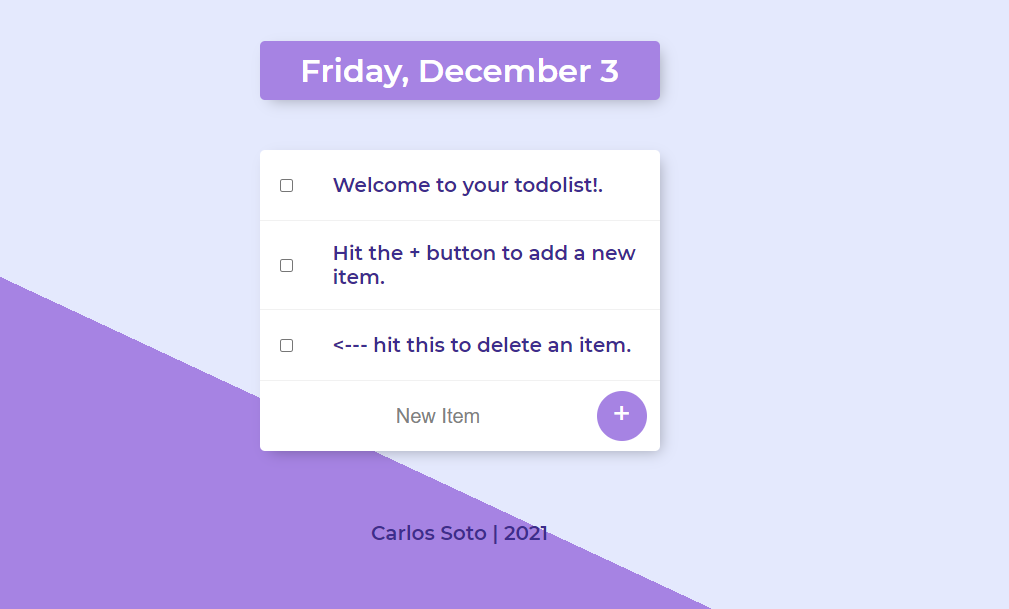 Friday, December 3
Welcome to your todolist!.
Hit the + button to add a new
item.
<--- hit this to delete an item.
New Item +
Carlos Soto | 2021